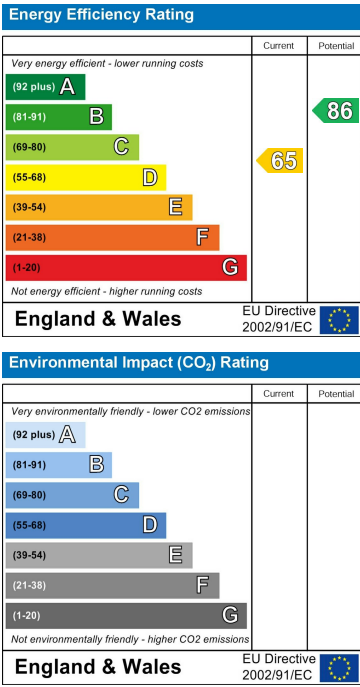 Energy Efficiency Rating
Current Potential
Very energy efficient - lower running costs
(92 plus) A
(81-91) B
(69-80) C
(55-68) D
(39-54) E
(21-38) F
(1-20) G
65
86
Not energy efficient - higher running costs
England & Wales
EU Directive
2002/91/EC
Environmental Impact (CO₂) Rating
Current Potential
Very environmentally friendly - lower CO2 emissions
(92 plus) A
(81-91) B
(69-80) C
(55-68) D
(39-54) E
(21-38) F
(1-20) G
Not environmentally friendly - higher CO2 emissions
England & Wales
EU Directive
2002/91/EC